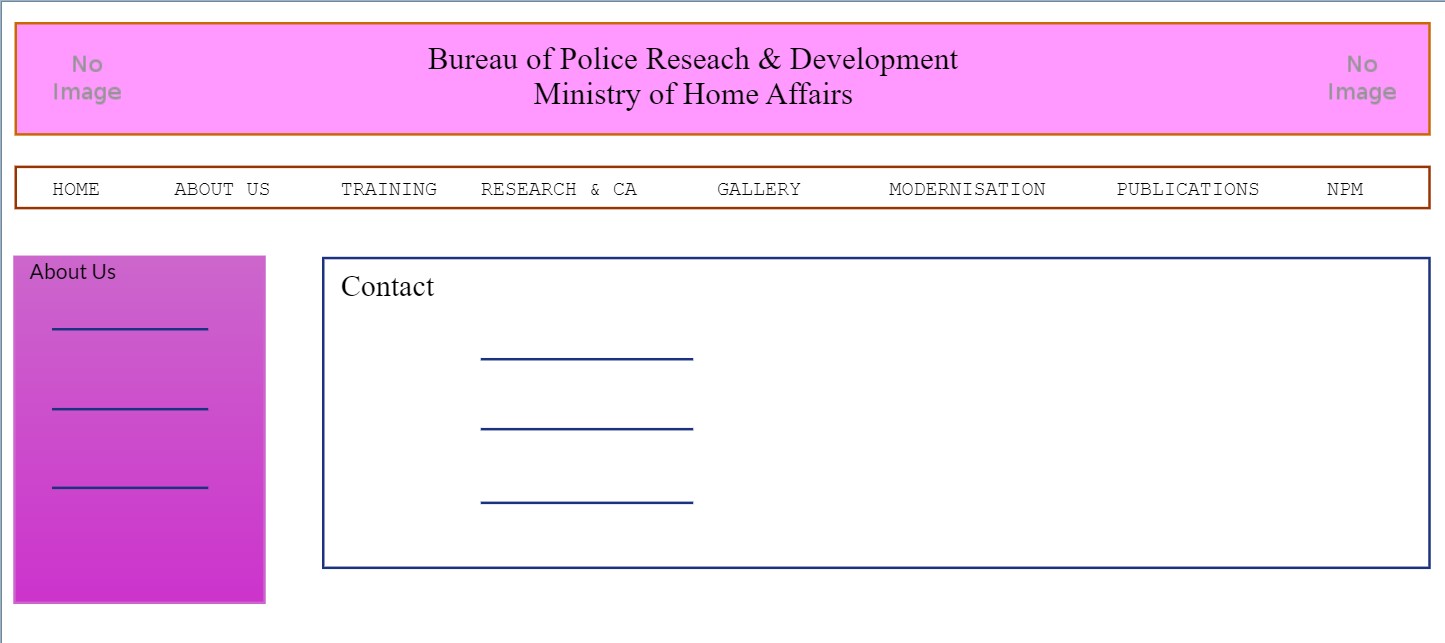 No
Image
Bureau of Police Reseach & Development
Ministry of Home Affairs
No
Image
HOME ABOUT US TRAINING RESEARCH & CA GALLERY MODERNISATION PUBLICATIONS NPM
About Us
Contact